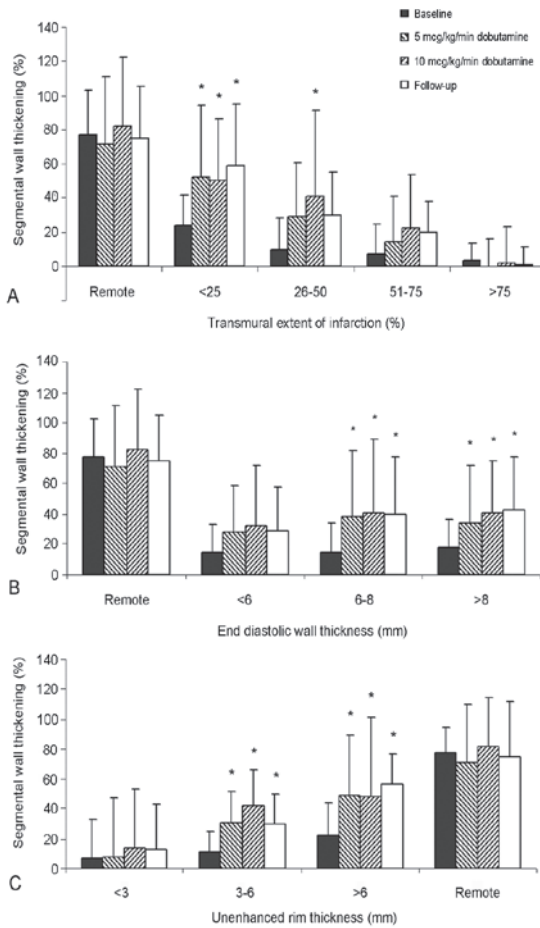 Baseline
5 mcg/kg/min dobutamine
10 mcg/kg/min dobutamine
Follow-up
Segmental wall thickening (%)
140
120
100
80
60
40
20
0
* * * *
Remote <25 26-50 51-75 >75
A
Transmural extent of infarction (%)
Segmental wall thickening (%)
140
120
100
80
60
40
20
0
* * * * * *
Remote <6 6-8 >8
B
End diastolic wall thickness (mm)
Segmental wall thickening (%)
140
120
100
80
60
40
20
0
* * * * * *
<3 3-6 >6 Remote
C
Unenhanced rim thickness (mm)